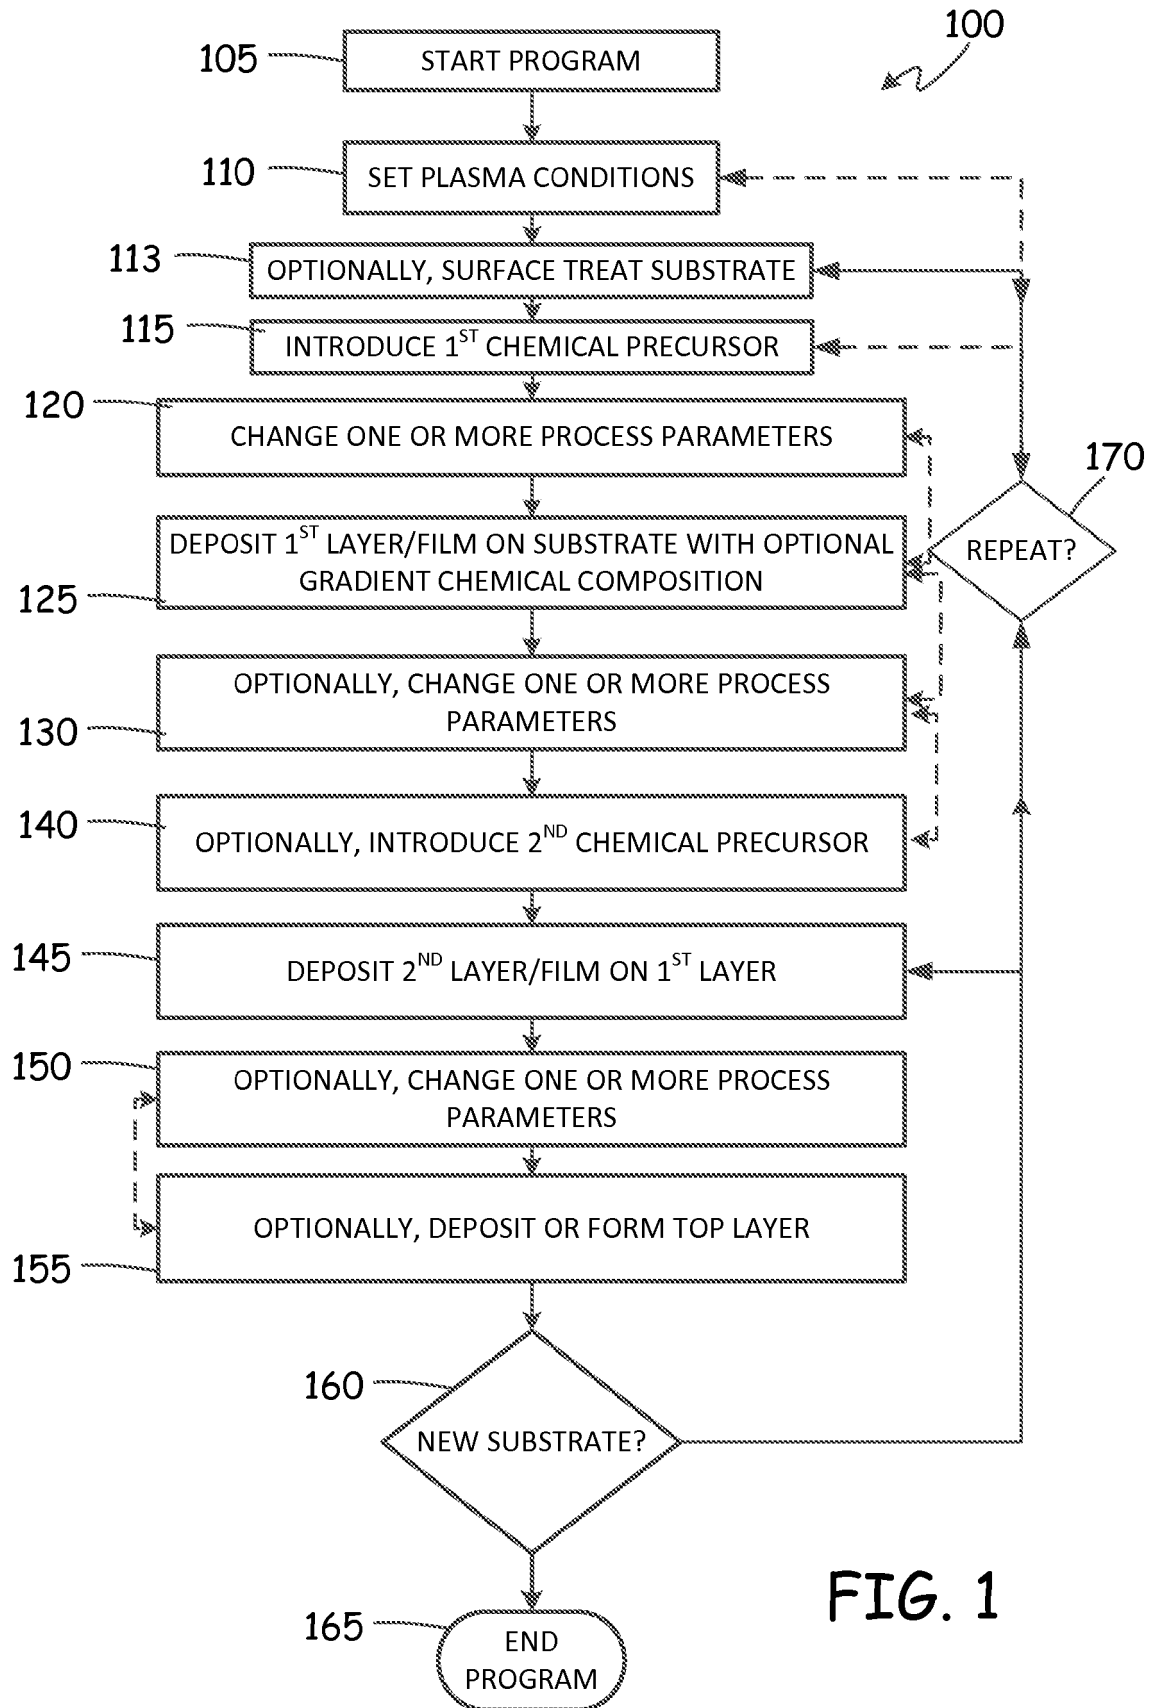 100
105
START PROGRAM
110
SET PLASMA CONDITIONS
113
OPTIONALLY, SURFACE TREAT SUBSTRATE
115
INTRODUCE 1ST CHEMICAL PRECURSOR
120
CHANGE ONE OR MORE PROCESS PARAMETERS
170
REPEAT?
DEPOSIT 1ST LAYER/FILM ON SUBSTRATE WITH OPTIONAL
GRADIENT CHEMICAL COMPOSITION
125
OPTIONALLY, CHANGE ONE OR MORE PROCESS
PARAMETERS
130
140
OPTIONALLY, INTRODUCE 2ND CHEMICAL PRECURSOR
145
DEPOSIT 2ND LAYER/FILM ON 1ST LAYER
150
OPTIONALLY, CHANGE ONE OR MORE PROCESS
PARAMETERS
OPTIONALLY, DEPOSIT OR FORM TOP LAYER
155
160
NEW SUBSTRATE?
165
END
PROGRAM
FIG. 1